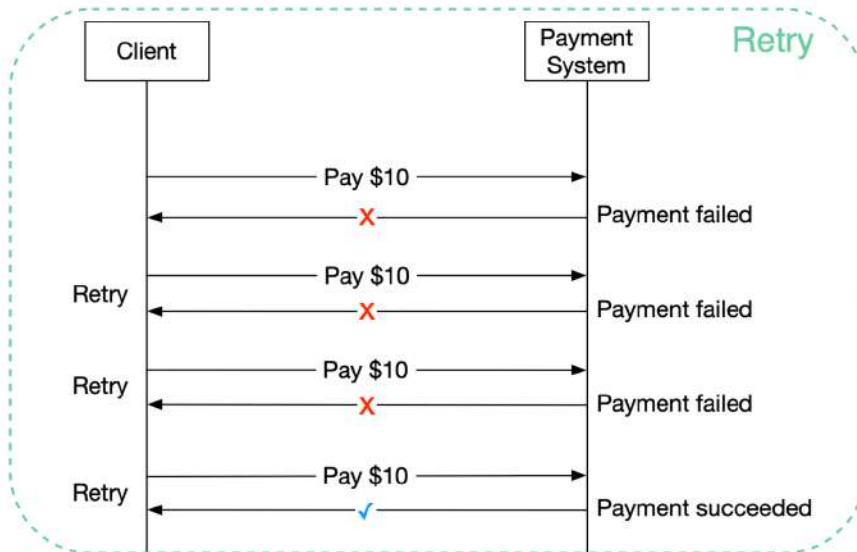 Client
Payment
System
Retry
Pay $10
X
Payment failed
Pay $10
Retry
X
Payment failed
Pay $10
Retry
X
Payment failed
Pay $10
Retry
✓
Payment succeeded